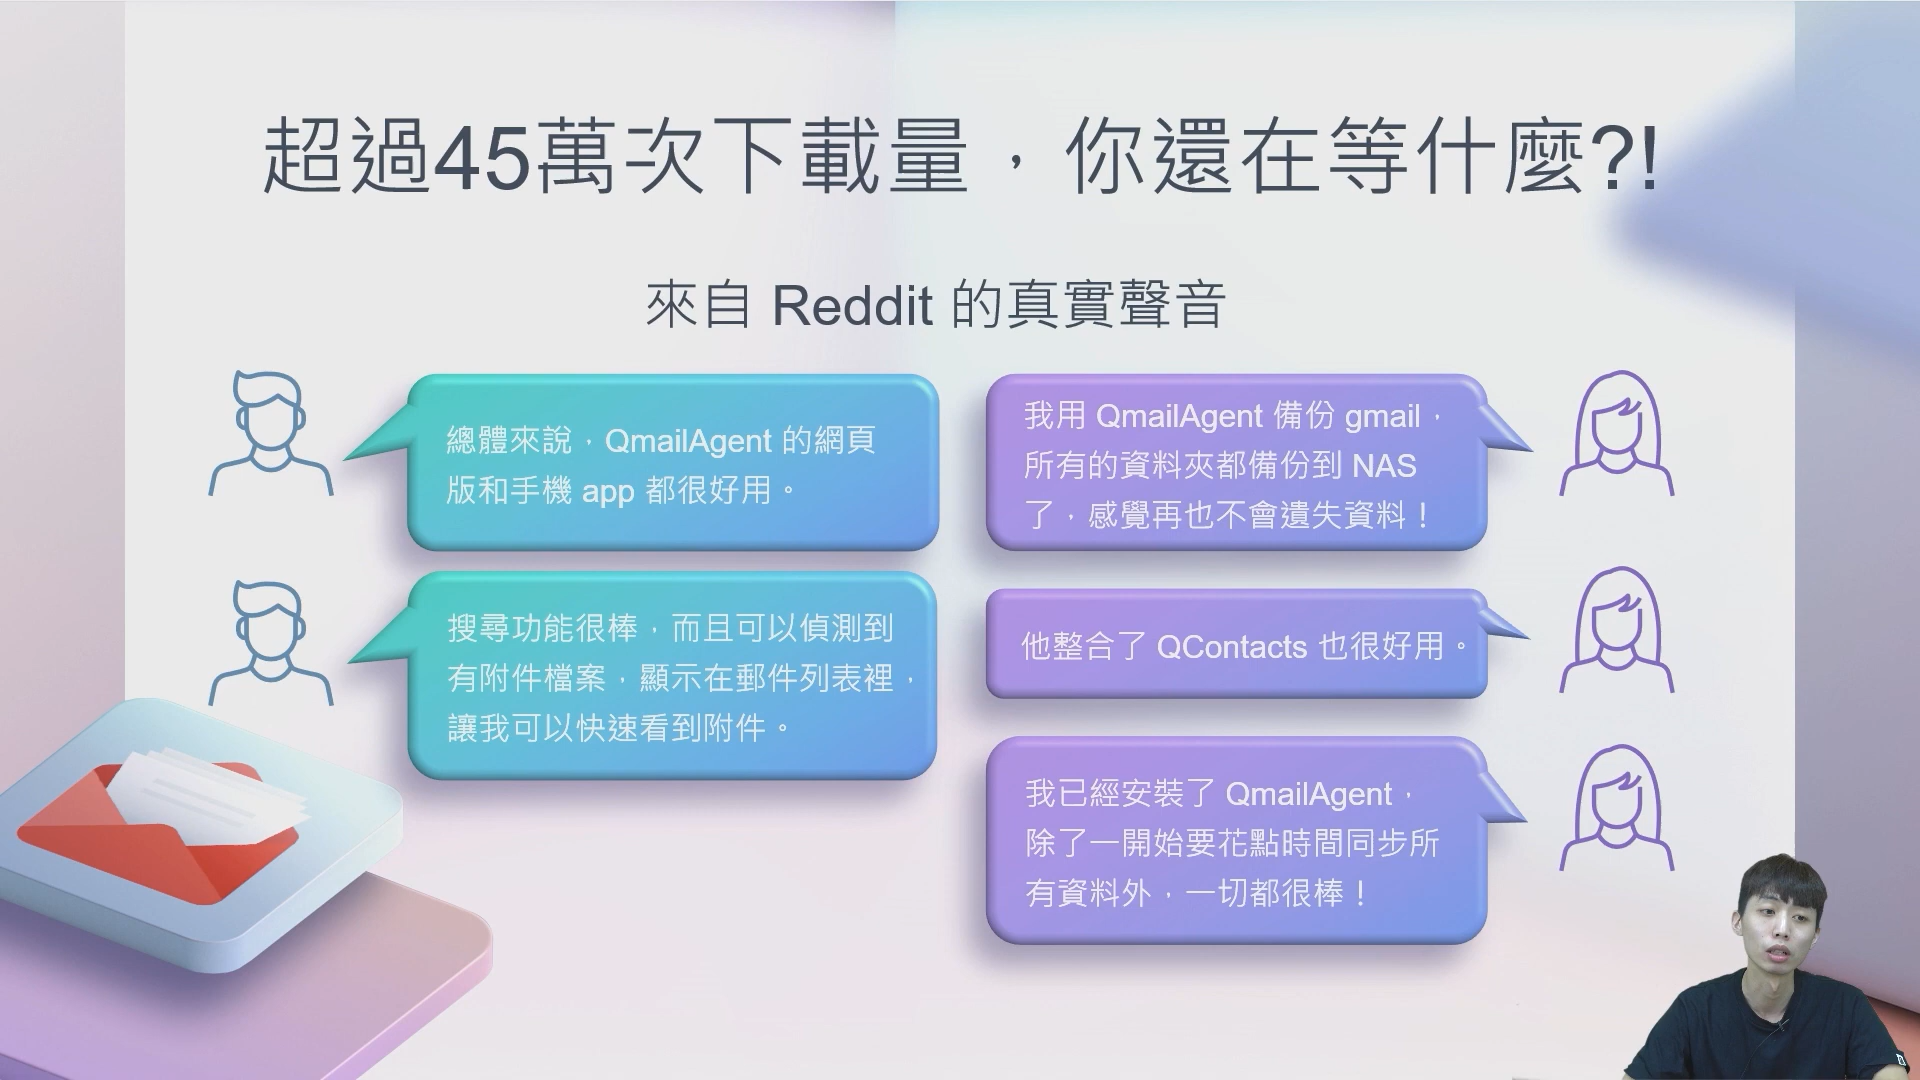 超過45萬次下載量，你還在等什麼?!
來自 Reddit 的真實聲音
總體來說，QmailAgent 的網頁
版和手機 app 都很好用。
搜尋功能很棒，而且可以偵測到
有附件檔案，顯示在郵件列表裡，
讓我可以快速看到附件。
我用 QmailAgent 備份 gmail，
所有的資料夾都備份到 NAS
了，感覺再也不會遺失資料！
他整合了 QContacts 也很好用。
我已經安裝了 QmailAgent，
除了一開始要花點時間同步所
有資料外，一切都很棒！